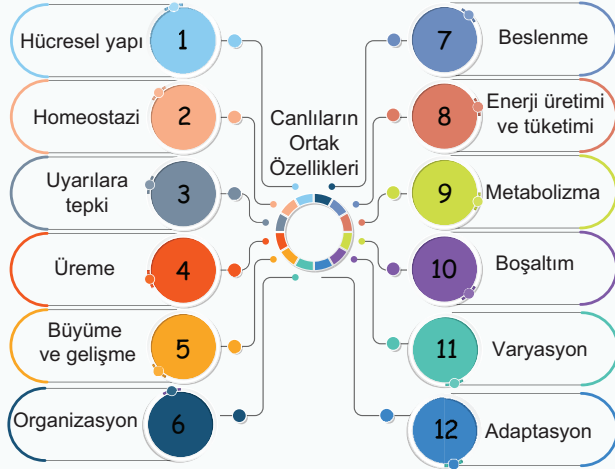 Canlıların
Ortak
Özellikleri
1
Hücresel yapı
2
Homeostazi
3
Uyarılara
tepki
4
Üreme
5
Büyüme
ve gelişme
6
Organizasyon
7
Beslenme
8
Enerji üretimi
ve tüketimi
9
Metabolizma
10
Boşaltım
11
Varyasyon
12
Adaptasyon